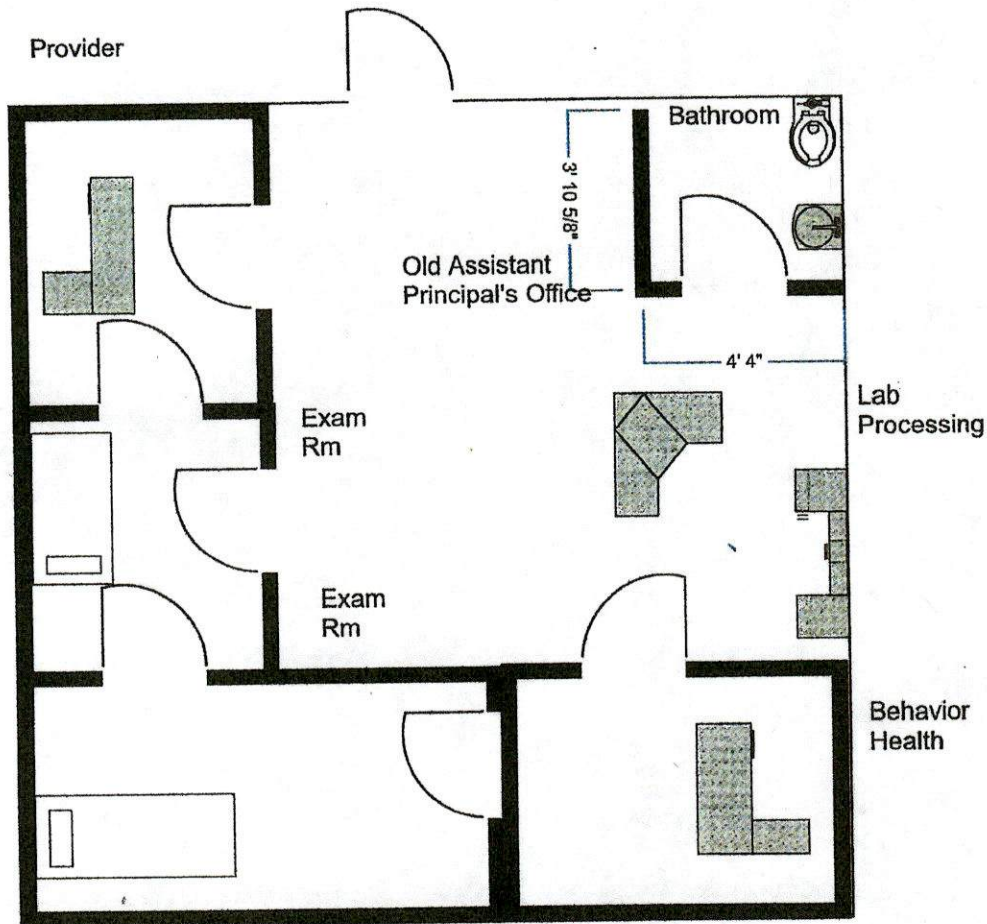 Provider
Bathroom
3' 10 5/8"
Old Assistant
Principal's Office
4' 4"
Exam
Rm
Lab
Processing
Exam
Rm
Behavior
Health